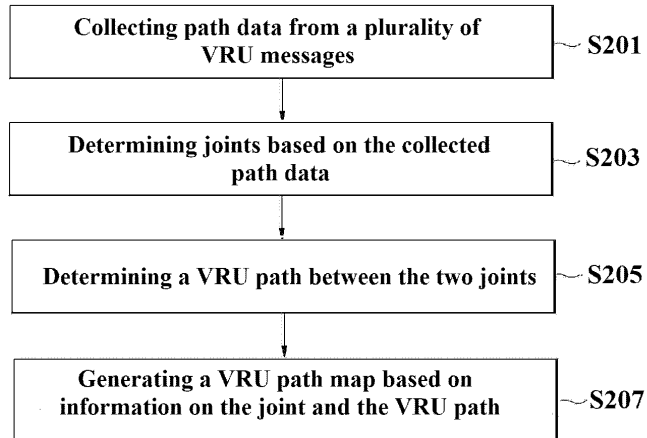 Collecting path data from a plurality of
VRU messages
S201
Determining joints based on the collected
path data
S203
Determining a VRU path between the two joints
S205
Generating a VRU path map based on
information on the joint and the VRU path
S207